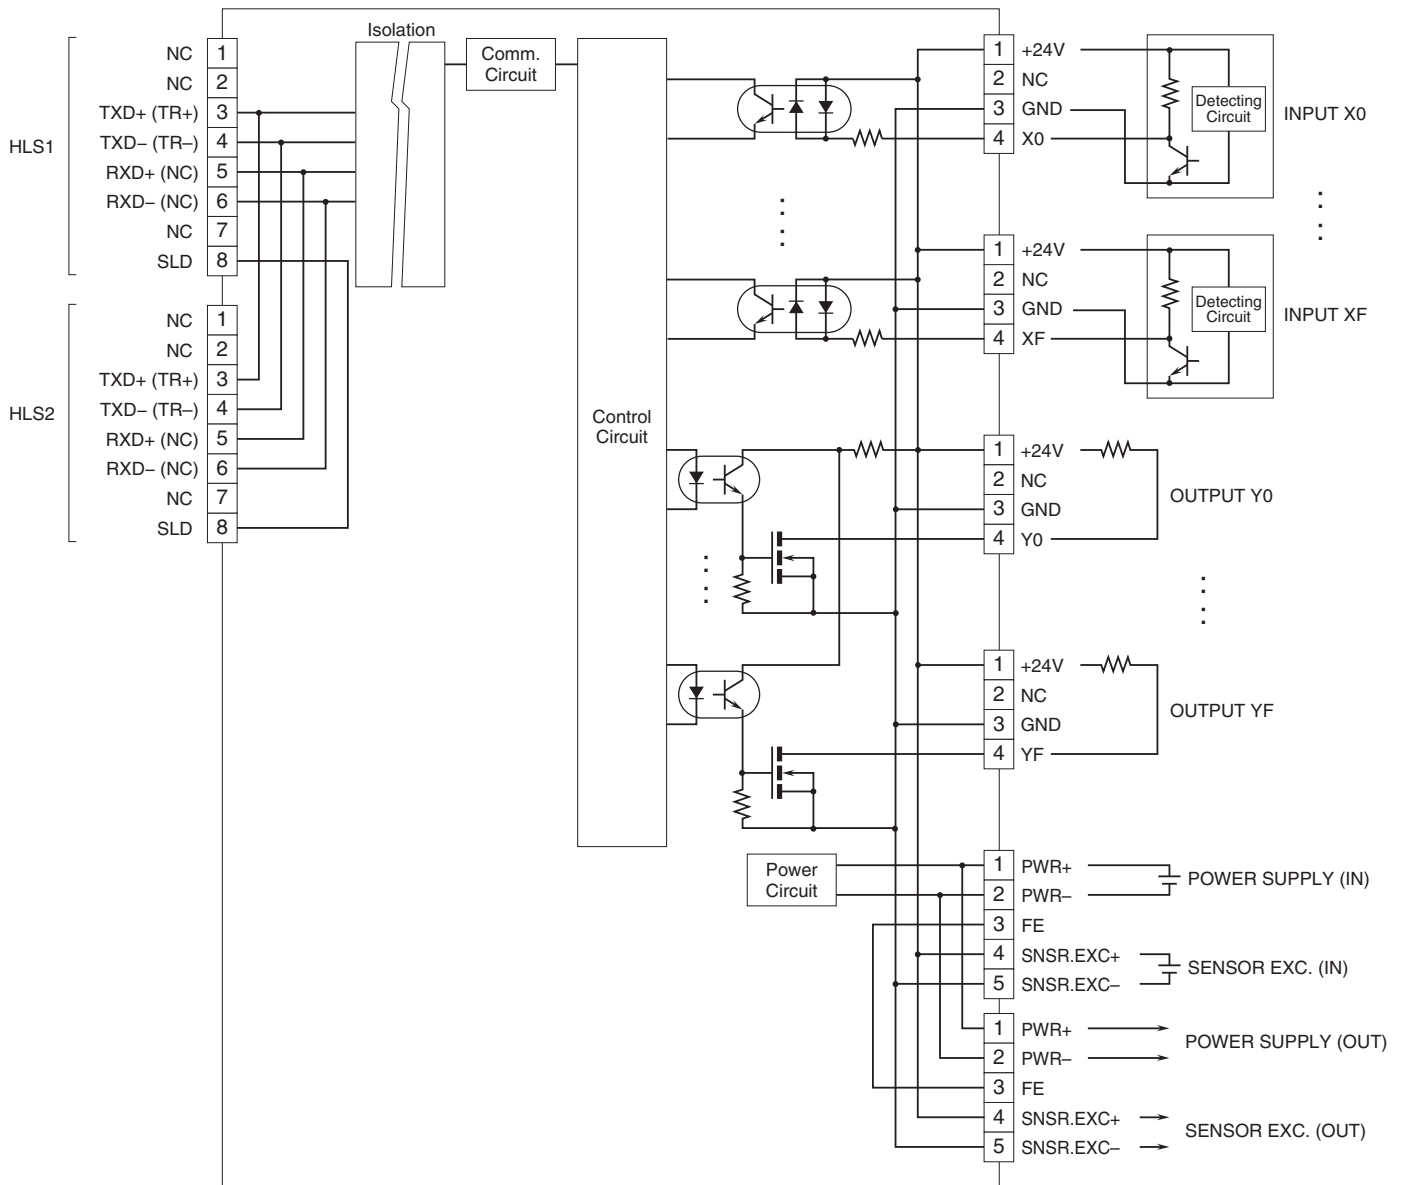 Isolation
Comm.
Circuit
HLS1
NC 1
NC 2
TXD+ (TR+) 3
TXD– (TR–) 4
RXD+ (NC) 5
RXD– (NC) 6
NC 7
SLD 8
HLS2
NC 1
NC 2
TXD+ (TR+) 3
TXD– (TR–) 4
RXD+ (NC) 5
RXD– (NC) 6
NC 7
SLD 8
Control
Circuit
1 +24V
2 NC
3 GND
4 X0
Detecting
Circuit
INPUT X0
1 +24V
2 NC
3 GND
4 XF
Detecting
Circuit
INPUT XF
1 +24V
2 NC
3 GND
4 Y0
OUTPUT Y0
1 +24V
2 NC
3 GND
4 YF
OUTPUT YF
Power
Circuit
1 PWR+
2 PWR–
POWER SUPPLY (IN)
3 FE
4 SNSR.EXC+
5 SNSR.EXC–
SENSOR EXC. (IN)
1 PWR+
2 PWR–
POWER SUPPLY (OUT)
3 FE
4 SNSR.EXC+
5 SNSR.EXC–
SENSOR EXC. (OUT)